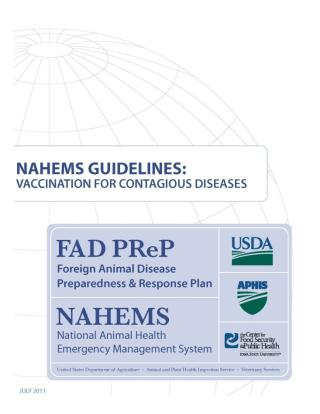 NAHEMS GUIDELINES:
VACCINATION FOR CONTAGIOUS DISEASES
FAD PReP
Foreign Animal Disease
Preparedness & Response Plan
NAHEMS
National Animal Health
Emergency Management System
USDA
APHIS
the Center for
Food Security
& Public Health
IOWA STATE UNIVERSITY
United States Department of Agriculture • Animal and Plant Health Inspection Service • Veterinary Services
JULY 2011